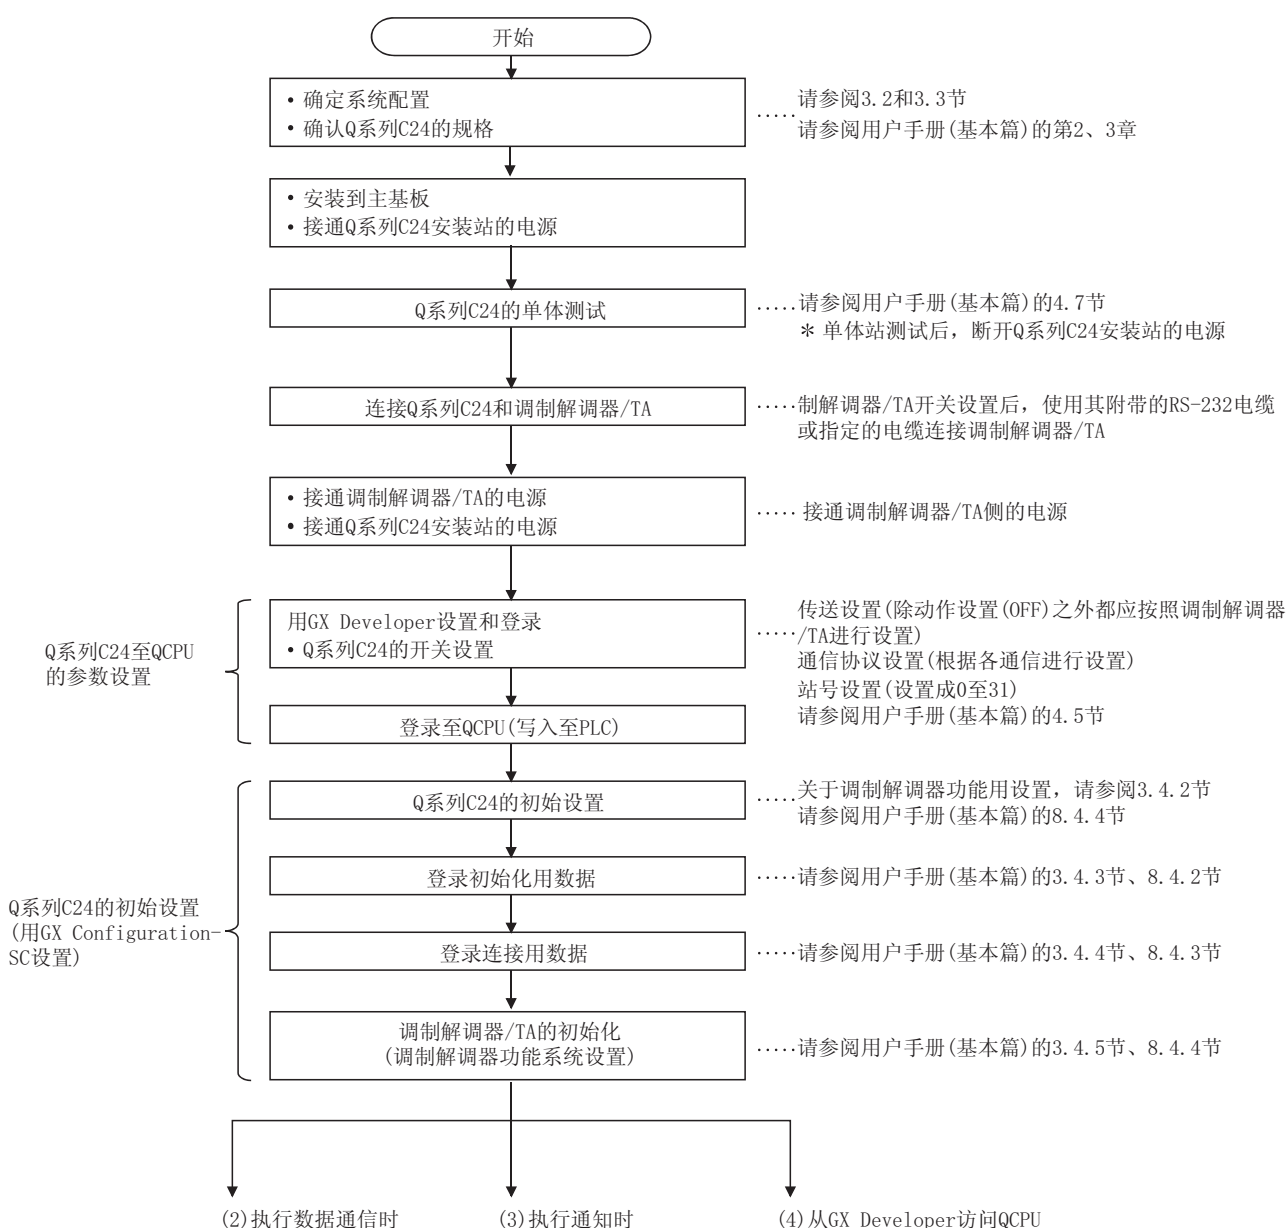 开始
• 确定系统配置
• 确认Q系列C24的规格
·····请参阅3.2和3.3节
请参阅用户手册(基本篇)的第2、3章
• 安装到主基板
• 接通Q系列C24安装站的电源
Q系列C24的单体测试
·····请参阅用户手册(基本篇)的4.7节
＊ 单体站测试后，断开Q系列C24安装站的电源
连接Q系列C24和调制解调器/TA
·····制解调器/TA开关设置后，使用其附带的RS-232电缆
或指定的电缆连接调制解调器/TA
• 接通调制解调器/TA的电源
• 接通Q系列C24安装站的电源
····· 接通调制解调器/TA侧的电源
Q系列C24至QCPU
的参数设置
用GX Developer设置和登录
• Q系列C24的开关设置
传送设置(除动作设置(OFF)之外都应按照调制解调器
·····/TA进行设置)
通信协议设置(根据各通信进行设置)
站号设置(设置成0至31)
请参阅用户手册(基本篇)的4.5节
登录至QCPU(写入至PLC)
Q系列C24的初始设置
(用GX Configuration-
SC设置)
Q系列C24的初始设置
·····关于调制解调器功能用设置，请参阅3.4.2节
请参阅用户手册(基本篇)的8.4.4节
登录初始化用数据
·····请参阅用户手册(基本篇)的3.4.3节、8.4.2节
登录连接用数据
·····请参阅用户手册(基本篇)的3.4.4节、8.4.3节
调制解调器/TA的初始化
(调制解调器功能系统设置)
·····请参阅用户手册(基本篇)的3.4.5节、8.4.4节
(2)执行数据通信时
(3)执行通知时
(4)从GX Developer访问QCPU